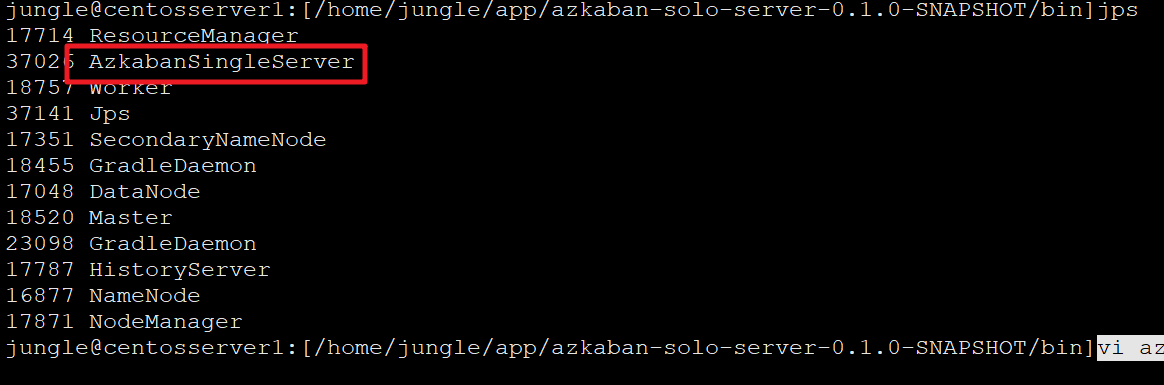 jungle@centosserver1:[/home/jungle/app/azkaban-solo-server-0.1.0-SNAPSHOT/bin]jps
17714 ResourceManager
37026 AzkabanSingleServer
18757 Worker
37141 Jps
17351 SecondaryNameNode
18455 GradleDaemon
17048 DataNode
18520 Master
23098 GradleDaemon
17787 HistoryServer
16877 NameNode
17871 NodeManager
jungle@centosserver1:[/home/jungle/app/azkaban-solo-server-0.1.0-SNAPSHOT/bin]vi az